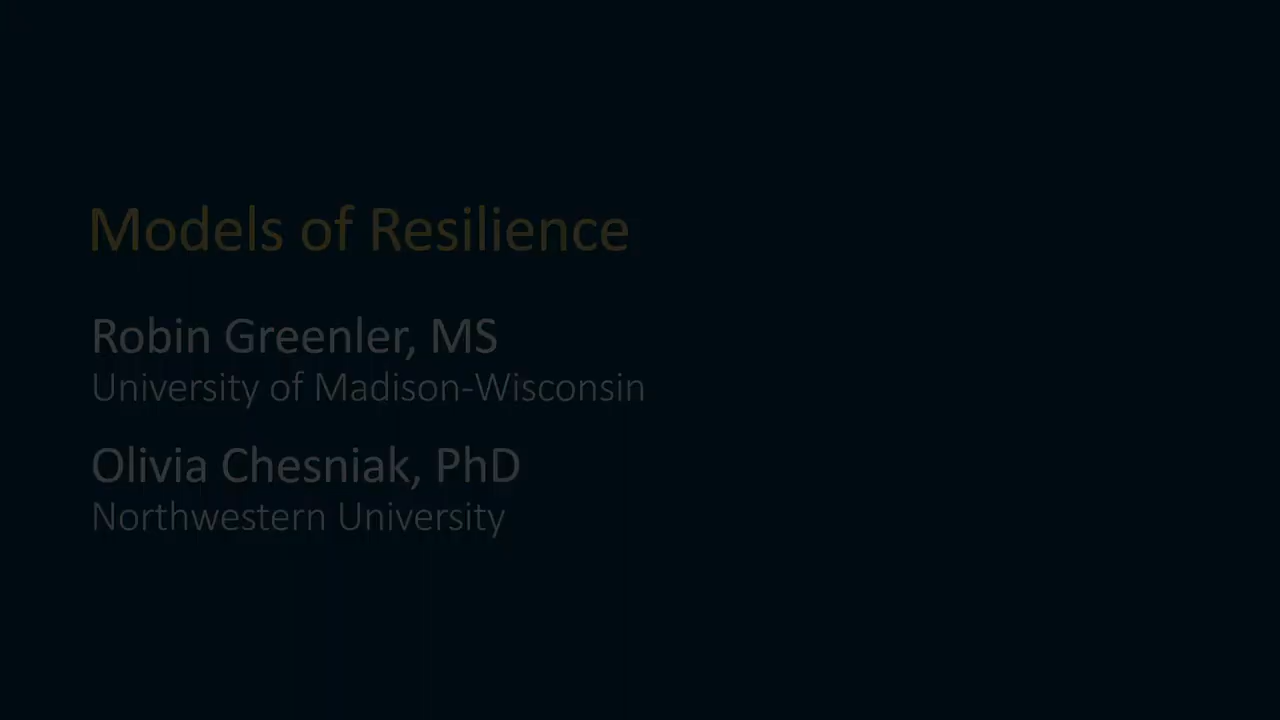 Models of Resilience
Robin Greenler, MS
University of Madison-Wisconsin
Olivia Chesniak, PhD
Northwestern University